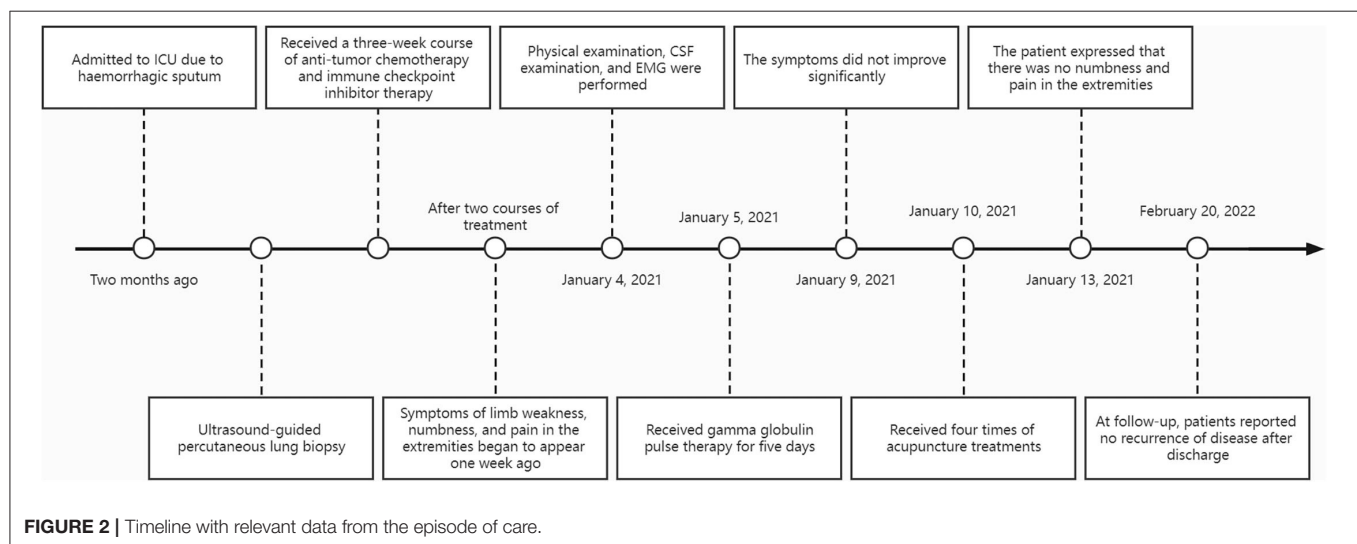 Admitted to ICU due to
haemorrhagic sputum
Received a three-week course
of anti-tumor chemotherapy
and immune checkpoint
inhibitor therapy
Physical examination, CSF
examination, and EMG were
performed
The symptoms did not improve
significantly
The patient expressed that
there was no numbness and
pain in the extremities
After two courses of
treatment
January 5, 2021
January 10, 2021
February 20, 2022
Two months ago
January 4, 2021
January 9, 2021
January 13, 2021
Ultrasound-guided
percutaneous lung biopsy
Symptoms of limb weakness,
numbness, and pain in the
extremities began to appear
one week ago
Received gamma globulin
pulse therapy for five days
Received four times of
acupuncture treatments
At follow-up, patients reported
no recurrence of disease after
discharge
FIGURE 2 | Timeline with relevant data from the episode of care.